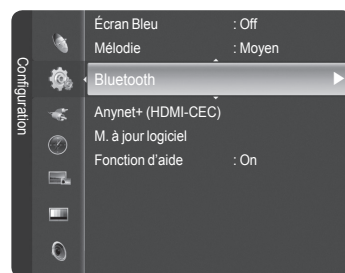 Configuration
Écran Bleu : Off
Mélodie : Moyen
Bluetooth
Anynet+ (HDMI-CEC)
M. à jour logiciel
Fonction d’aide : On